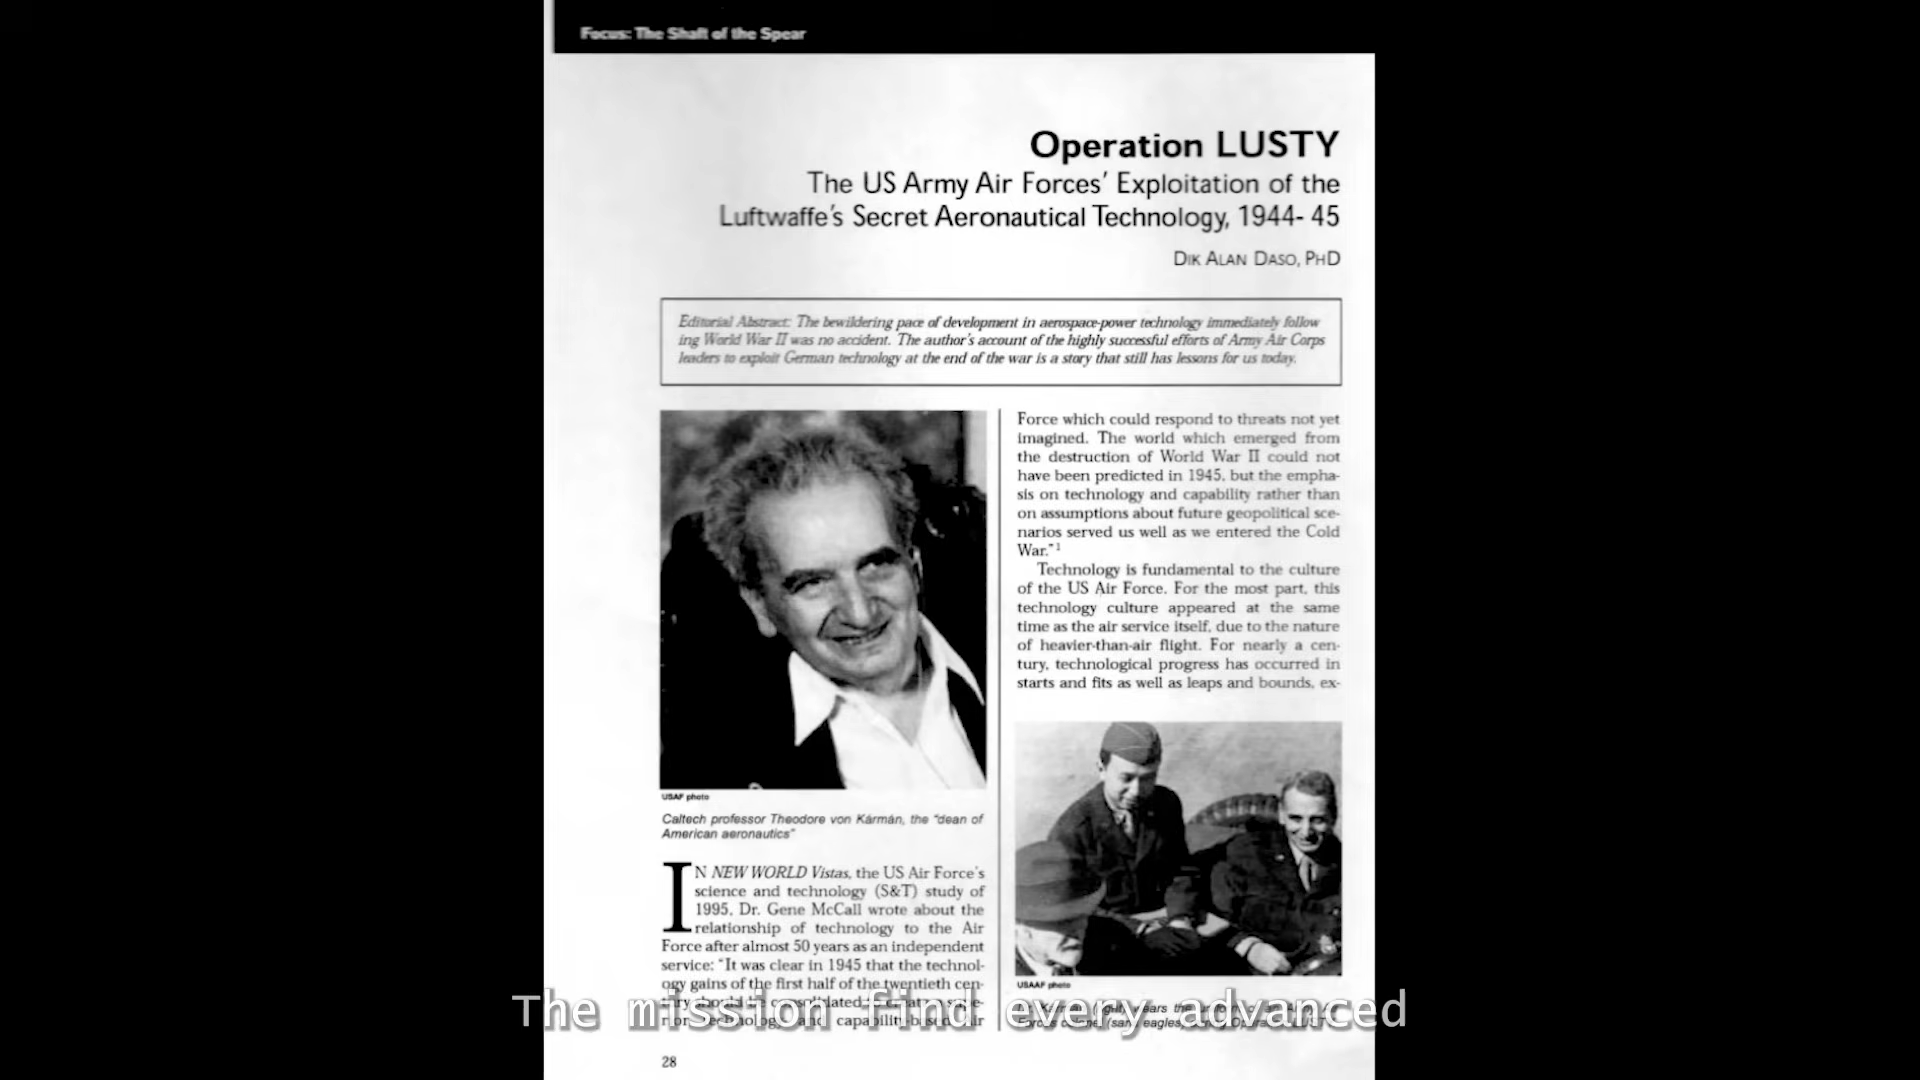 Focus: The Shaft of the Spear
Operation LUSTY
The US Army Air Forces’ Exploitation of the
Luftwaffe’s Secret Aeronautical Technology, 1944- 45
DIK ALAN DASO, PHD
Editorial Abstract: The bewildering pace of development in aerospace-power technology immediately follow
ing World War II was no accident. The author’s account of the highly successful efforts of Army Air Corps
leaders to exploit German technology at the end of the war is a story that still has lessons for us today.
USAF photo
Caltech professor Theodore von Kármán, the “dean of
American aeronautics”
IN NEW WORLD Vistas, the US Air Force’s
science and technology (S&T) study of
1995, Dr. Gene McCall wrote about the
relationship of technology to the Air
Force after almost 50 years as an independent
service: “It was clear in 1945 that the technol-
ogy gains of the first half of the twentieth cen-
should be consolidated to create
technology and capability-based Air
Force which could respond to threats not yet
imagined. The world which emerged from
the destruction of World War II could not
have been predicted in 1945, but the empha-
sis on technology and capability rather than
on assumptions about future geopolitical sce-
narios served us well as we entered the Cold
War.”1
Technology is fundamental to the culture
of the US Air Force. For the most part, this
technology culture appeared at the same
time as the air service itself, due to the nature
of heavier-than-air flight. For nearly a cen-
tury, technological progress has occurred in
starts and fits as well as leaps and bounds, ex-
USAAF photo
28
The mission find every advanced